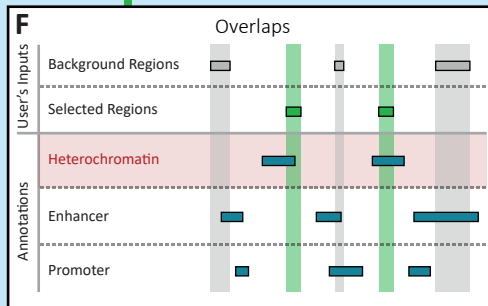 F
Overlaps
User's Inputs
Background Regions
Selected Regions
Annotations
Heterochromatin
Enhancer
Promoter